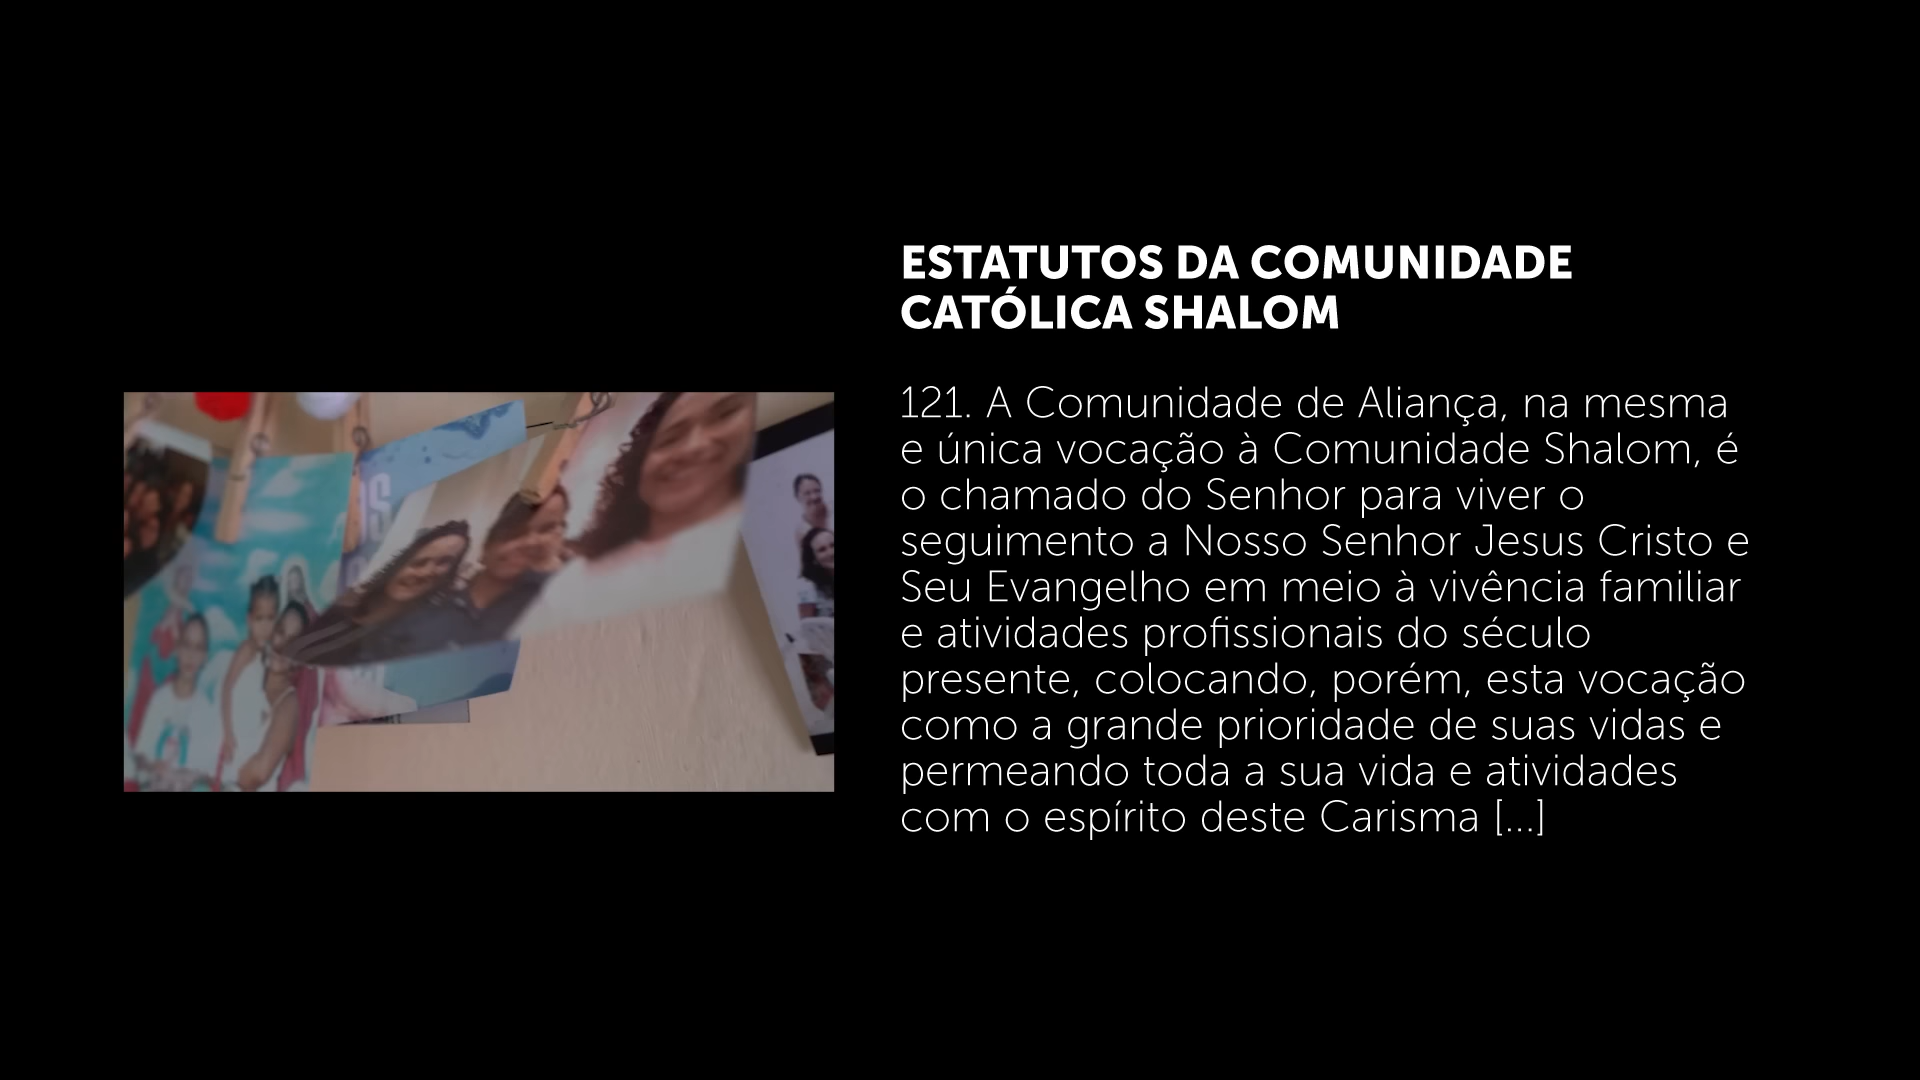 ESTATUTOS DA COMUNIDADE
CATÓLICA SHALOM
121. A Comunidade de Aliança, na mesma
e única vocação à Comunidade Shalom, é
o chamado do Senhor para viver o
seguimento a Nosso Senhor Jesus Cristo e
Seu Evangelho em meio à vivência familiar
e atividades profissionais do século
presente, colocando, porém, esta vocação
como a grande prioridade de suas vidas e
permeando toda a sua vida e atividades
com o espírito deste Carisma [...]